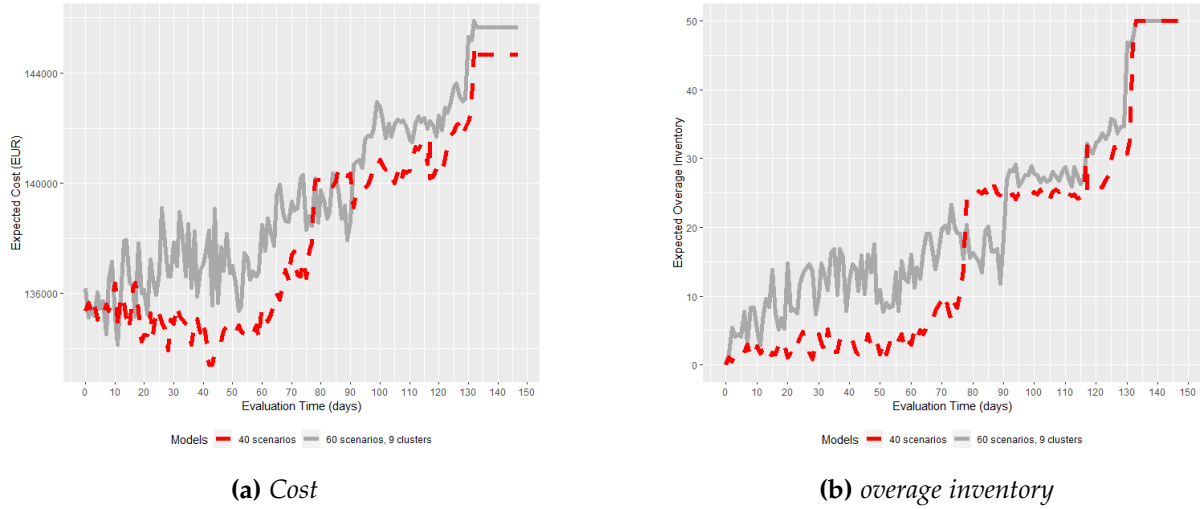 Expected Cost (EUR)
144000
140000
136000
0 10 20 30 40 50 60 70 80 90 100 110 120 130 140 150
Evaluation Time (days)
Models 40 scenarios 60 scenarios, 9 clusters
(a) Cost
Expected Overage Inventory
50
40
30
20
10
0
0 10 20 30 40 50 60 70 80 90 100 110 120 130 140 150
Evaluation Time (days)
Models 40 scenarios 60 scenarios, 9 clusters
(b) overage inventory